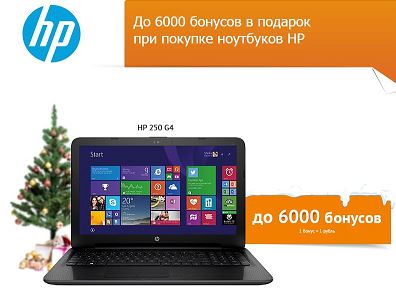 hp
До 6000 бонусов в подарок
при покупке ноутбуков HP
HP 250 G4
Start
20°
до 6000 бонусов
1 бонус = 1 рубль